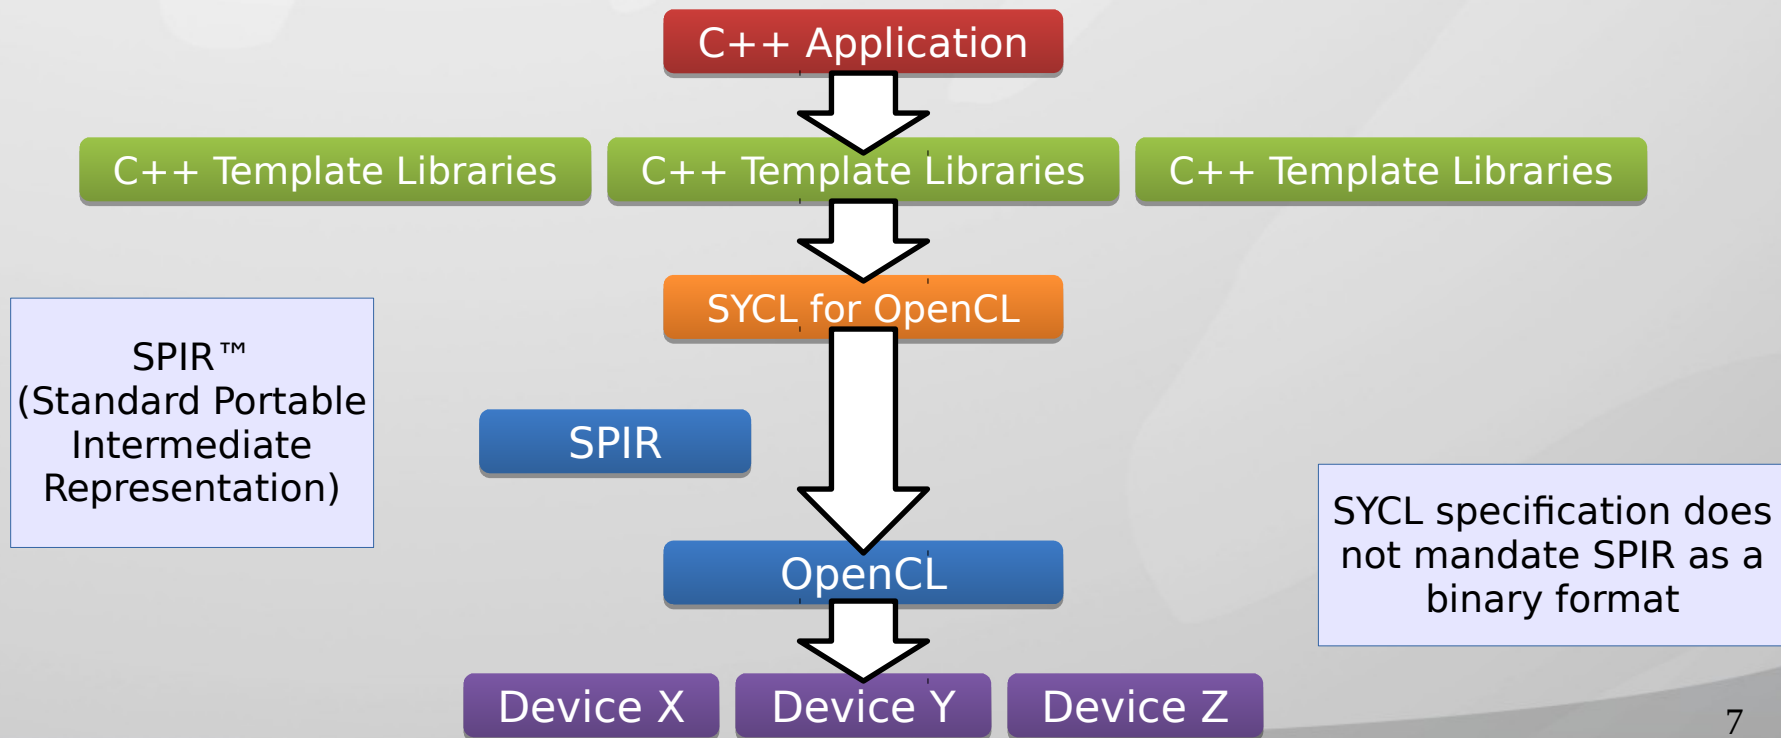 C++ Application
C++ Template Libraries
C++ Template Libraries
C++ Template Libraries
SYCL for OpenCL
SPIR™
(Standard Portable
Intermediate
Representation)
SPIR
SYCL specification does
not mandate SPIR as a
binary format
OpenCL
Device X
Device Y
Device Z
7